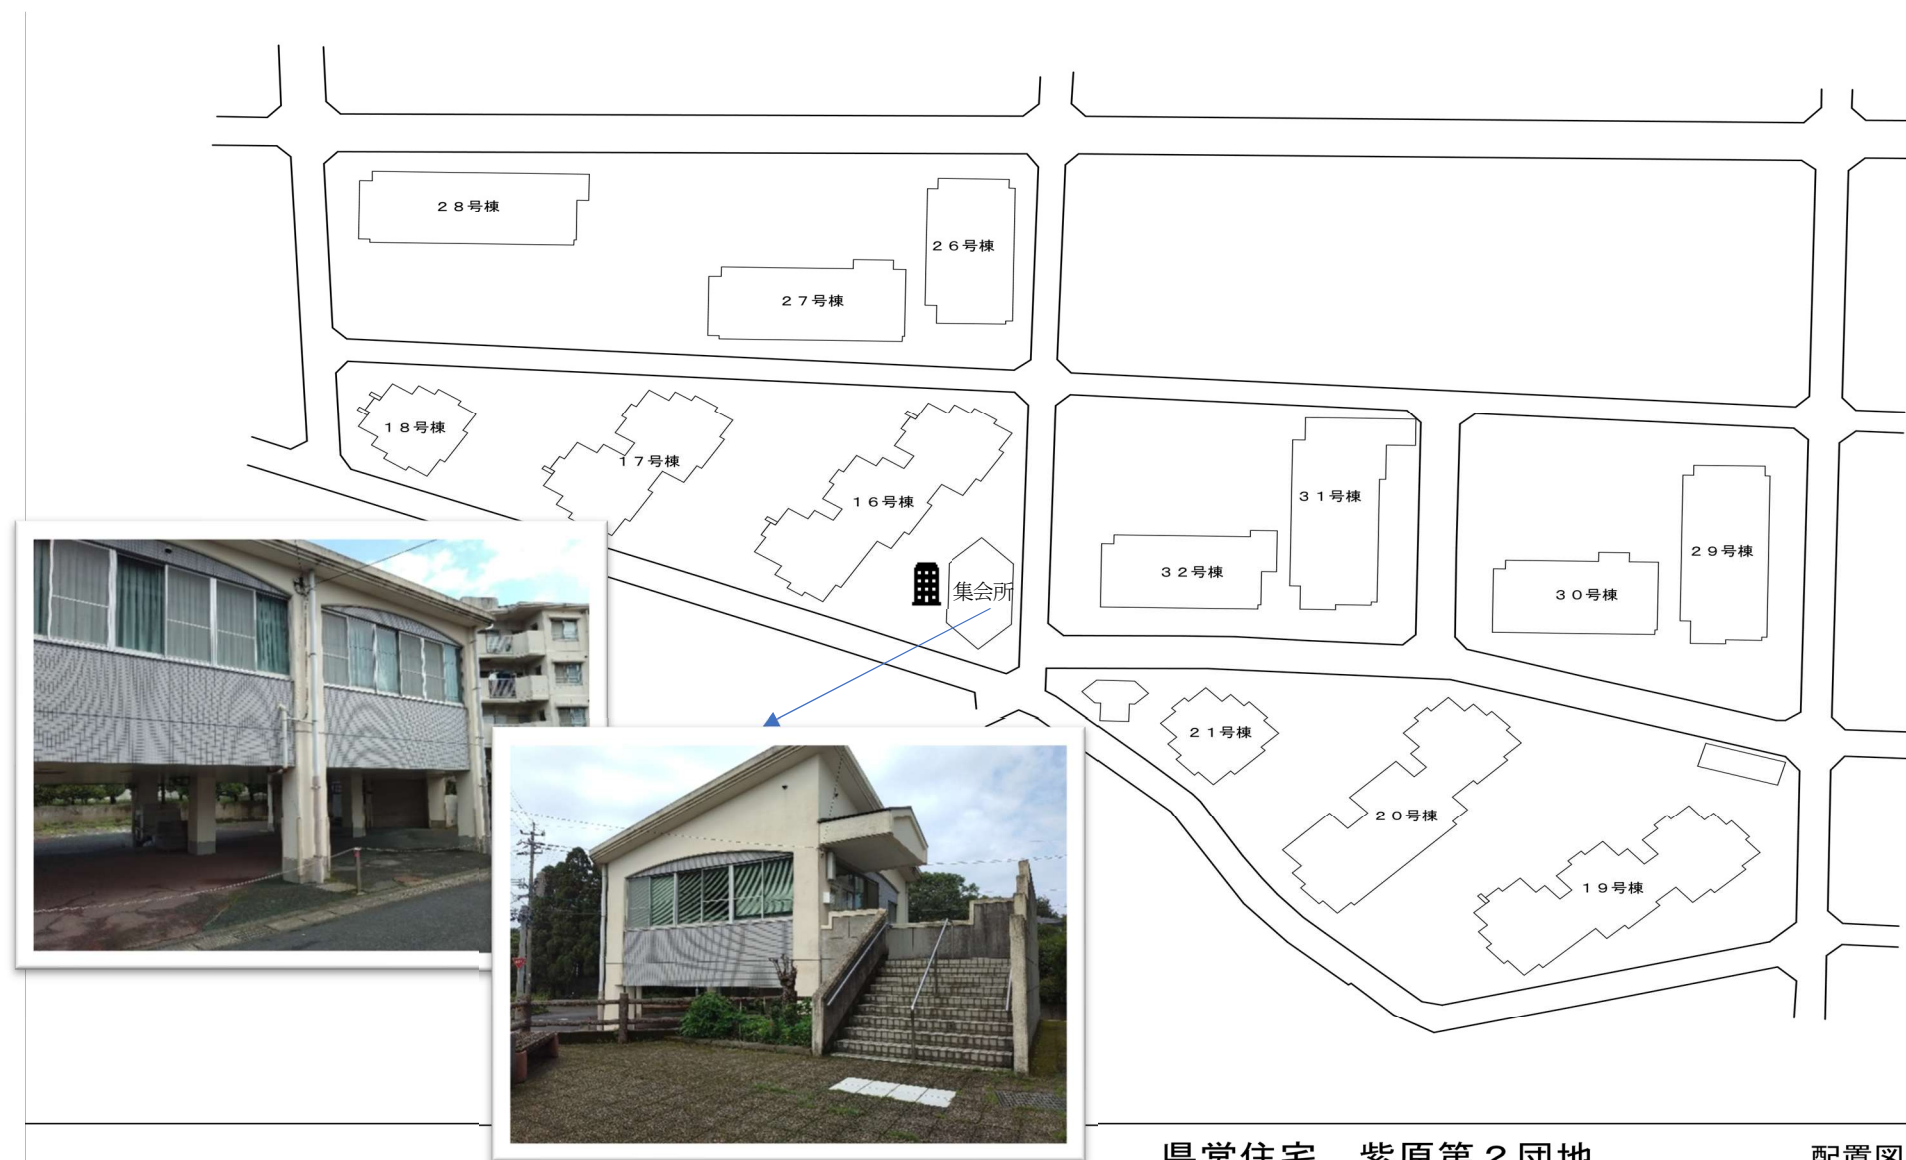 ２８号棟
２６号棟
２７号棟
１８号棟
１７号棟
１６号棟
３１号棟
２９号棟
３２号棟
３０号棟
集会所
２１号棟
２０号棟
１９号棟
県営住宅　紫原第２団地　配置図